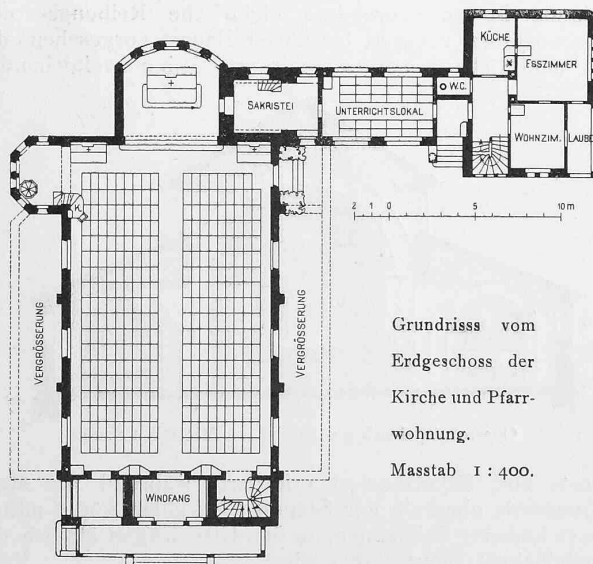 KÜCHE
ESSZIMMER
SAKRISTEI
UNTERRICHTSLOKAL
W.C.
WOHNZIM.
LAUBE
2 1 0 5 10 m
K.
VERGRÖSSERUNG
VERGRÖSSERUNG
Grundrisss vom
Erdgeschoss der
Kirche und Pfarr-
wohnung.
Masstab 1 : 400.
WINDFANG